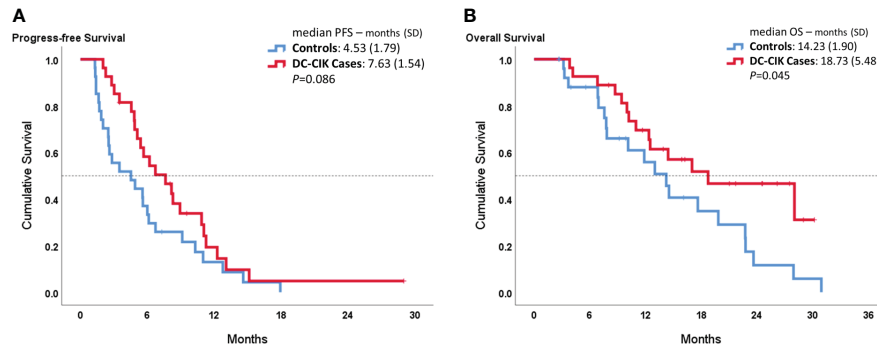 A
Progress-free Survival
median PFS – months (SD)
Controls: 4.53 (1.79)
DC-CIK Cases: 7.63 (1.54)
P=0.086
Cumulative Survival
1.0
0.8
0.6
0.4
0.2
0.0
0 6 12 18 24 30
Months
B
Overall Survival
median OS – months (SD)
Controls: 14.23 (1.90)
DC-CIK Cases: 18.73 (5.48
P=0.045
Cumulative Survival
1.0
0.8
0.6
0.4
0.2
0.0
0 6 12 18 24 30 36
Months